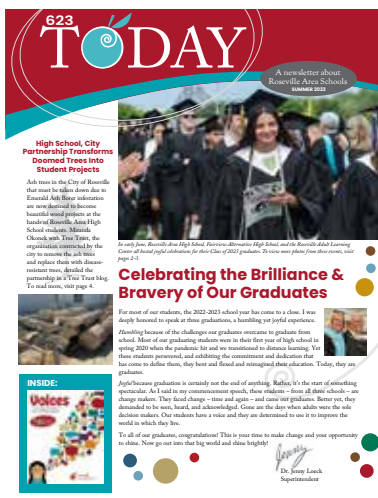 623
TODAY
A newsletter about
Roseville Area Schools
SUMMER 2023
High School, City
Partnership Transforms
Doomed Trees Into
Student Projects
Ash trees in the City of Roseville
that must be taken down due to
Emerald Ash Borer infestation
are now destined to become
beautiful wood projects at the
hands of Roseville Area High
School students. Miranda
Okonek with Tree Trust, the
organization contracted by the
city to remove the ash trees
and replace them with disease-
resistant trees, detailed the
partnership in a Tree Trust blog.
To read more, visit page 4.
INSIDE:
Voices
In early June, Roseville Area High School, Fairview Alternative High School, and the Roseville Adult Learning
Center all hosted joyful celebrations for their Class of 2023 graduates. To view more photos from these events, visit
pages 2-3.
Celebrating the Brilliance &
Bravery of Our Graduates
For most of our students, the 2022-2023 school year has come to a close. I was
deeply honored to speak at three graduations, a humbling yet joyful experience.
Humbling because of the challenges our graduates overcame to graduate from
school. Most of our graduating students were in their first year of high school in
spring 2020 when the pandemic hit and we transitioned to distance learning. Yet
these students persevered, and exhibiting the commitment and dedication that
has come to define them, they bent and flexed and reimagined their education. Today, they are
graduates.
Joyful because graduation is certainly not the end of anything. Rather, it's the start of something
spectacular. As I said in my commencement speech, these students – from all three schools – are
change makers. They faced change – time and again – and came out graduates. Better yet, they
demanded to be seen, heard, and acknowledged. Gone are the days when adults were the sole
decision makers. Our students have a voice and they are determined to use it to improve the
world in which they live.
To all of our graduates, congratulations! This is your time to make change and your opportunity
to shine. Now go out into that big world and shine brightly!
Jenny
Dr. Jenny Loeck
Superintendent